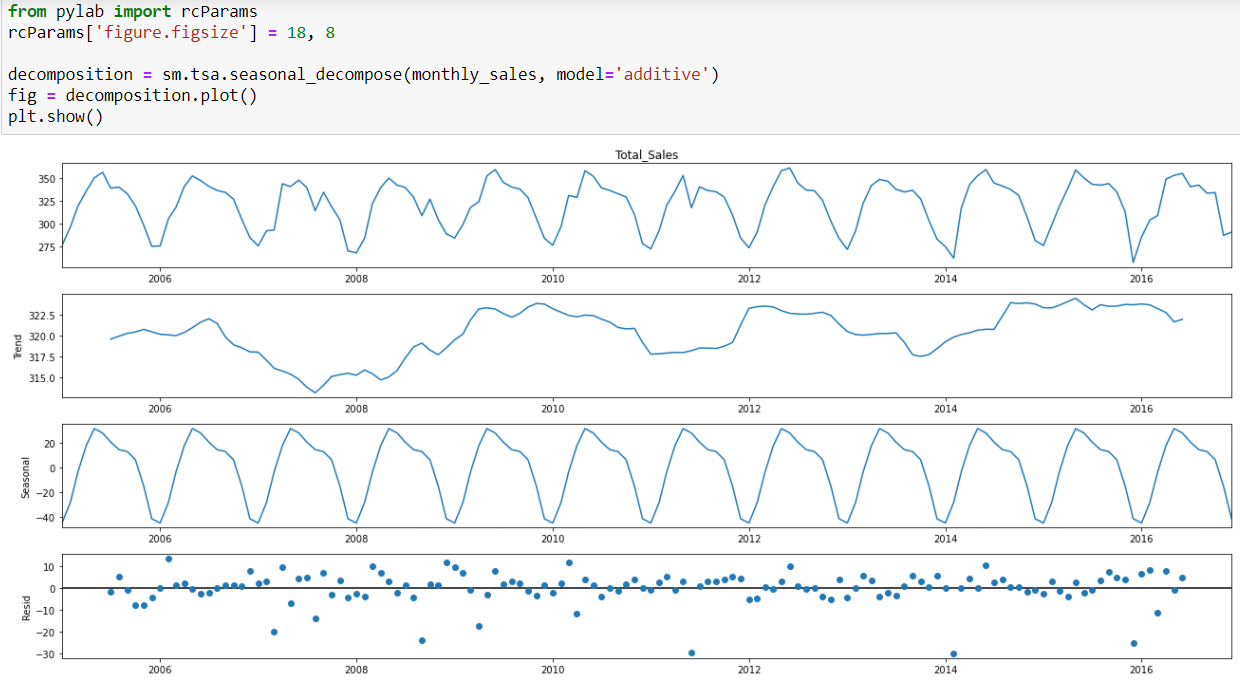 from pylab import rcParams
rcParams['figure.figsize'] = 18, 8
decomposition = sm.tsa.seasonal_decompose(monthly_sales, model='additive')
fig = decomposition.plot()
plt.show()
Total_Sales
350
325
300
275
2006 2008 2010 2012 2014 2016
Trend
322.5
320.0
317.5
315.0
2006 2008 2010 2012 2014 2016
Seasonal
20
0
−20
−40
2006 2008 2010 2012 2014 2016
Resid
10
0
−10
−20
−30
2006 2008 2010 2012 2014 2016